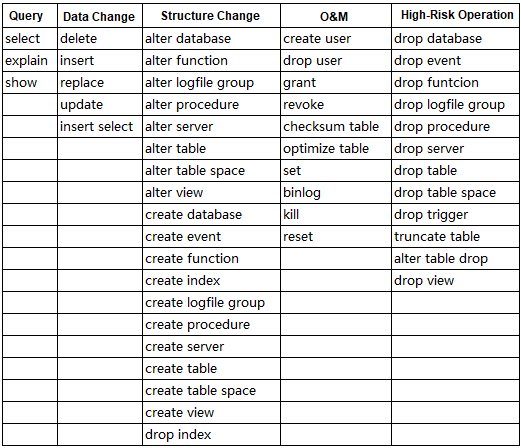 Query Data Change Structure Change O&M High-Risk Operation
select delete alter database create user drop database
explain insert alter function drop user drop event
show replace alter logfile group grant drop funtcion
update alter procedure revoke drop logfile group
insert select alter server checksum table drop procedure
alter table optimize table drop server
alter table space set drop table
alter view binlog drop table space
create database kill drop trigger
create event reset truncate table
create function alter table drop
create index drop view
create logfile group
create procedure
create server
create table
create table space
create view
drop index